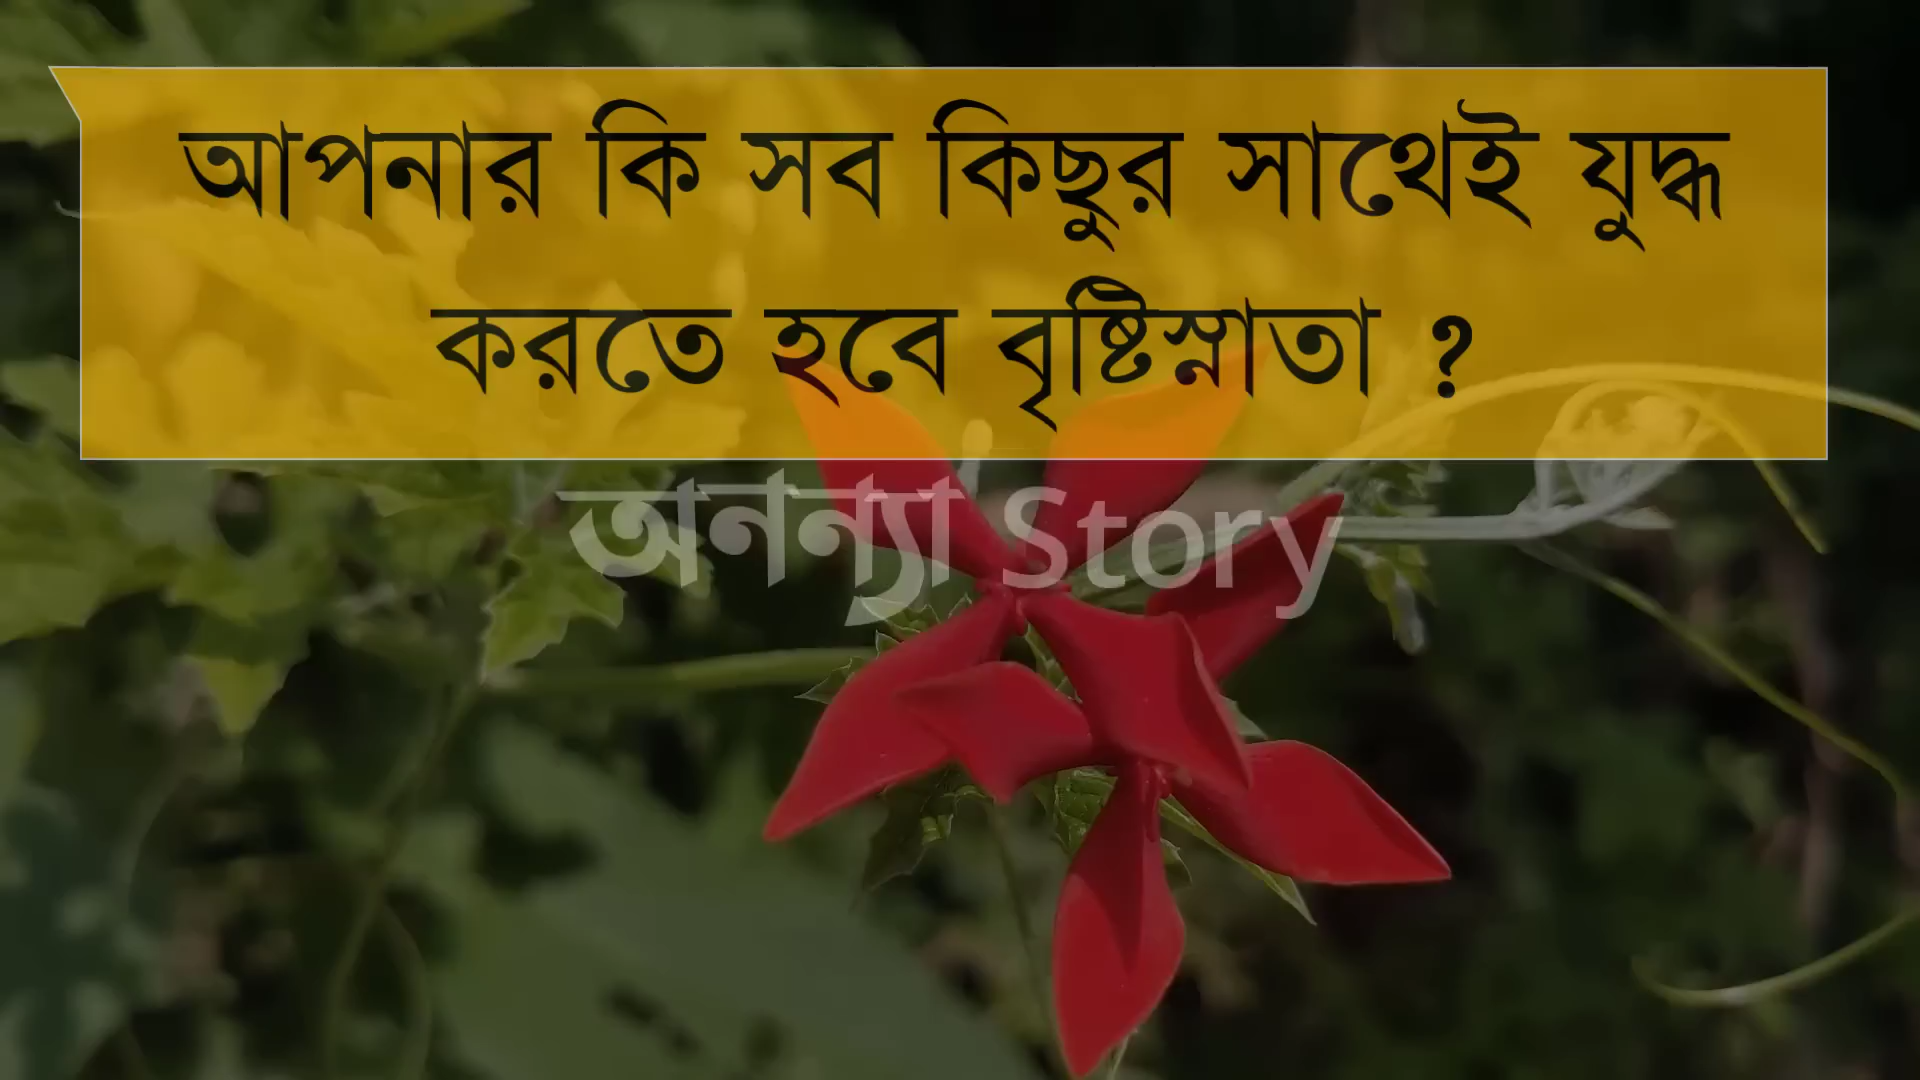 আপনার কি সব কিছুর সাথেই যুদ্ধ
করতে হবে বৃষ্টিস্নাতা ?
অনন্যা Story